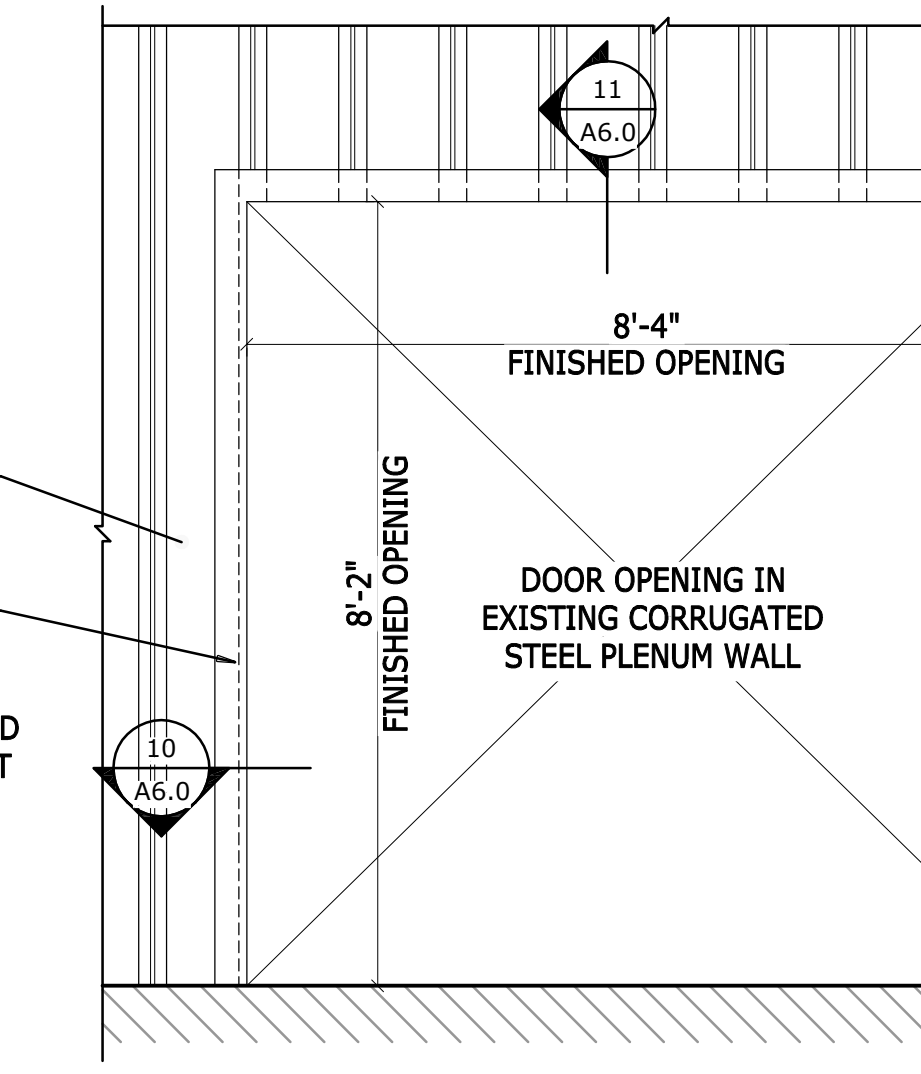 11
A6.0
8'-4"
FINISHED OPENING
8'-2"
FINISHED OPENING
DOOR OPENING IN
EXISTING CORRUGATED
STEEL PLENUM WALL
D
T
10
A6.0